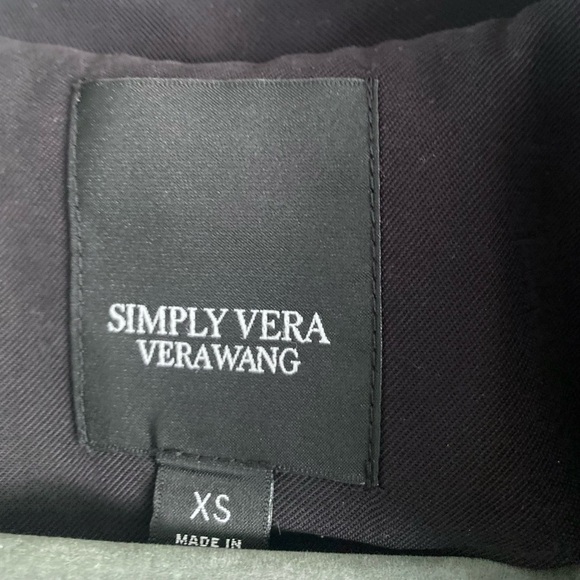 SIMPLY VERA
VERAWANG
XS
MADE IN